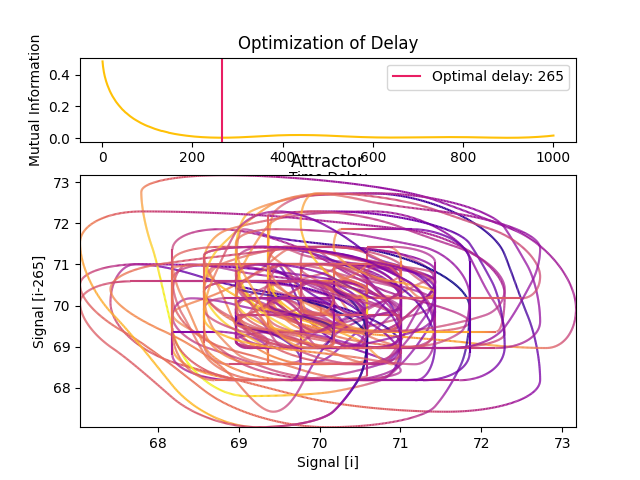 Optimization of Delay
Mutual Information
0.4
0.2
0.0
Optimal delay: 265
0 200 400 600 800 1000
Time Delay
Attractor
Signal [i-265]
73
72
71
70
69
68
68 69 70 71 72 73
Signal [i]